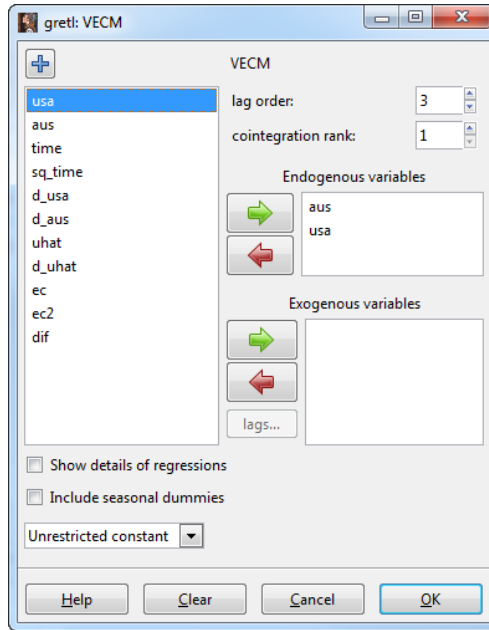 gretl: VECM
VECM
usa
aus
time
sq_time
d_usa
d_aus
uhat
d_uhat
ec
ec2
dif
lag order: 3
cointegration rank: 1
Endogenous variables
aus
usa
Exogenous variables
lags...
Show details of regressions
Include seasonal dummies
Unrestricted constant
Help Clear Cancel OK